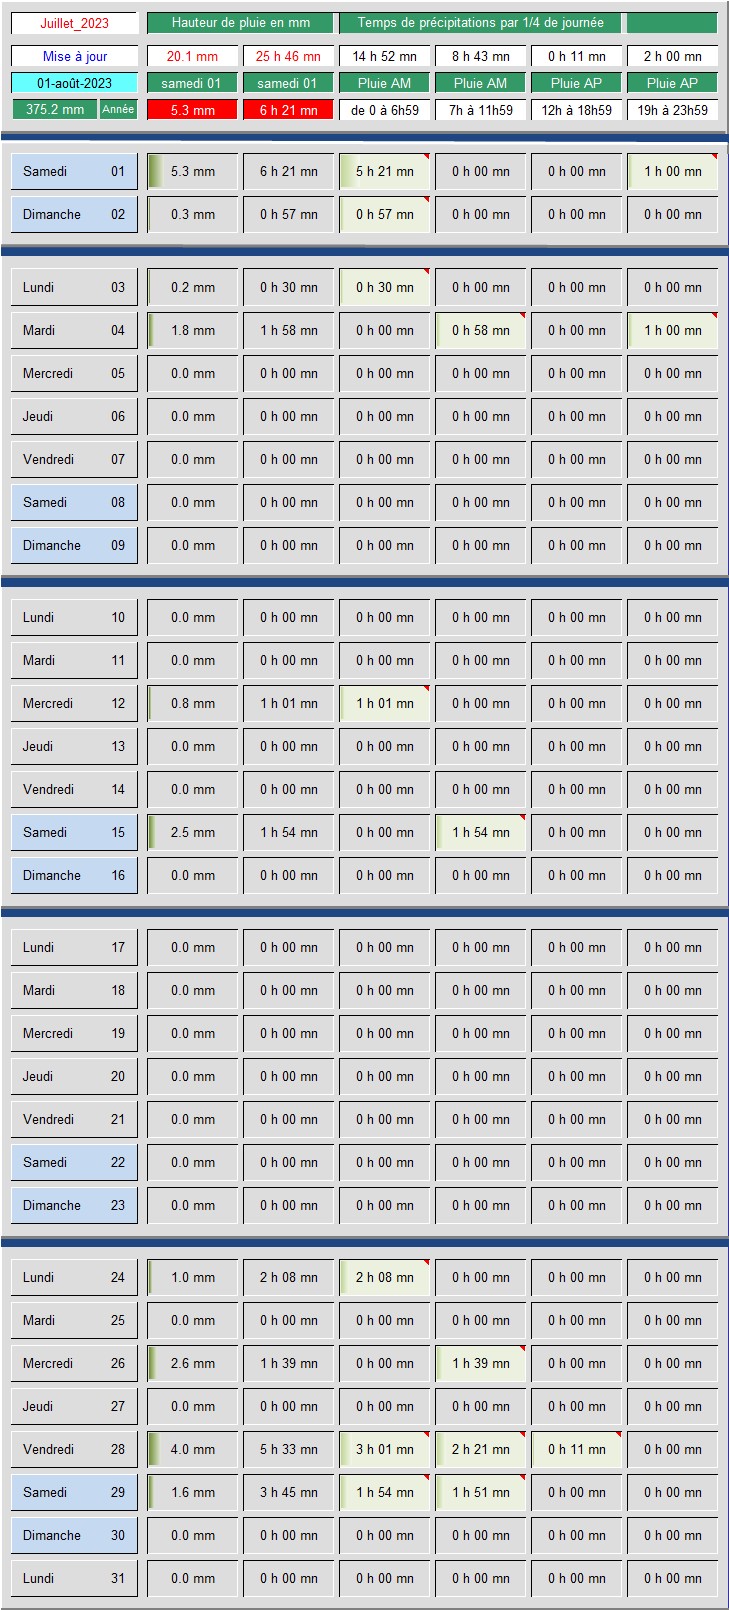 Juillet_2023 Hauteur de pluie en mm Temps de précipitations par 1/4 de journée
Mise à jour 20.1 mm 25 h 46 mn 14 h 52 mn 8 h 43 mn 0 h 11 mn 2 h 00 mn
01-août-2023 samedi 01 samedi 01 Pluie AM Pluie AM Pluie AP Pluie AP
375.2 mm Année 5.3 mm 6 h 21 mn de 0 à 6h59 7h à 11h59 12h à 18h59 19h à 23h59
Samedi 01 5.3 mm 6 h 21 mn 5 h 21 mn 0 h 00 mn 0 h 00 mn 1 h 00 mn
Dimanche 02 0.3 mm 0 h 57 mn 0 h 57 mn 0 h 00 mn 0 h 00 mn 0 h 00 mn
Lundi 03 0.2 mm 0 h 30 mn 0 h 30 mn 0 h 00 mn 0 h 00 mn 0 h 00 mn
Mardi 04 1.8 mm 1 h 58 mn 0 h 00 mn 0 h 58 mn 0 h 00 mn 1 h 00 mn
Mercredi 05 0.0 mm 0 h 00 mn 0 h 00 mn 0 h 00 mn 0 h 00 mn 0 h 00 mn
Jeudi 06 0.0 mm 0 h 00 mn 0 h 00 mn 0 h 00 mn 0 h 00 mn 0 h 00 mn
Vendredi 07 0.0 mm 0 h 00 mn 0 h 00 mn 0 h 00 mn 0 h 00 mn 0 h 00 mn
Samedi 08 0.0 mm 0 h 00 mn 0 h 00 mn 0 h 00 mn 0 h 00 mn 0 h 00 mn
Dimanche 09 0.0 mm 0 h 00 mn 0 h 00 mn 0 h 00 mn 0 h 00 mn 0 h 00 mn
Lundi 10 0.0 mm 0 h 00 mn 0 h 00 mn 0 h 00 mn 0 h 00 mn 0 h 00 mn
Mardi 11 0.0 mm 0 h 00 mn 0 h 00 mn 0 h 00 mn 0 h 00 mn 0 h 00 mn
Mercredi 12 0.8 mm 1 h 01 mn 1 h 01 mn 0 h 00 mn 0 h 00 mn 0 h 00 mn
Jeudi 13 0.0 mm 0 h 00 mn 0 h 00 mn 0 h 00 mn 0 h 00 mn 0 h 00 mn
Vendredi 14 0.0 mm 0 h 00 mn 0 h 00 mn 0 h 00 mn 0 h 00 mn 0 h 00 mn
Samedi 15 2.5 mm 1 h 54 mn 0 h 00 mn 1 h 54 mn 0 h 00 mn 0 h 00 mn
Dimanche 16 0.0 mm 0 h 00 mn 0 h 00 mn 0 h 00 mn 0 h 00 mn 0 h 00 mn
Lundi 17 0.0 mm 0 h 00 mn 0 h 00 mn 0 h 00 mn 0 h 00 mn 0 h 00 mn
Mardi 18 0.0 mm 0 h 00 mn 0 h 00 mn 0 h 00 mn 0 h 00 mn 0 h 00 mn
Mercredi 19 0.0 mm 0 h 00 mn 0 h 00 mn 0 h 00 mn 0 h 00 mn 0 h 00 mn
Jeudi 20 0.0 mm 0 h 00 mn 0 h 00 mn 0 h 00 mn 0 h 00 mn 0 h 00 mn
Vendredi 21 0.0 mm 0 h 00 mn 0 h 00 mn 0 h 00 mn 0 h 00 mn 0 h 00 mn
Samedi 22 0.0 mm 0 h 00 mn 0 h 00 mn 0 h 00 mn 0 h 00 mn 0 h 00 mn
Dimanche 23 0.0 mm 0 h 00 mn 0 h 00 mn 0 h 00 mn 0 h 00 mn 0 h 00 mn
Lundi 24 1.0 mm 2 h 08 mn 2 h 08 mn 0 h 00 mn 0 h 00 mn 0 h 00 mn
Mardi 25 0.0 mm 0 h 00 mn 0 h 00 mn 0 h 00 mn 0 h 00 mn 0 h 00 mn
Mercredi 26 2.6 mm 1 h 39 mn 0 h 00 mn 1 h 39 mn 0 h 00 mn 0 h 00 mn
Jeudi 27 0.0 mm 0 h 00 mn 0 h 00 mn 0 h 00 mn 0 h 00 mn 0 h 00 mn
Vendredi 28 4.0 mm 5 h 33 mn 3 h 01 mn 2 h 21 mn 0 h 11 mn 0 h 00 mn
Samedi 29 1.6 mm 3 h 45 mn 1 h 54 mn 1 h 51 mn 0 h 00 mn 0 h 00 mn
Dimanche 30 0.0 mm 0 h 00 mn 0 h 00 mn 0 h 00 mn 0 h 00 mn 0 h 00 mn
Lundi 31 0.0 mm 0 h 00 mn 0 h 00 mn 0 h 00 mn 0 h 00 mn 0 h 00 mn